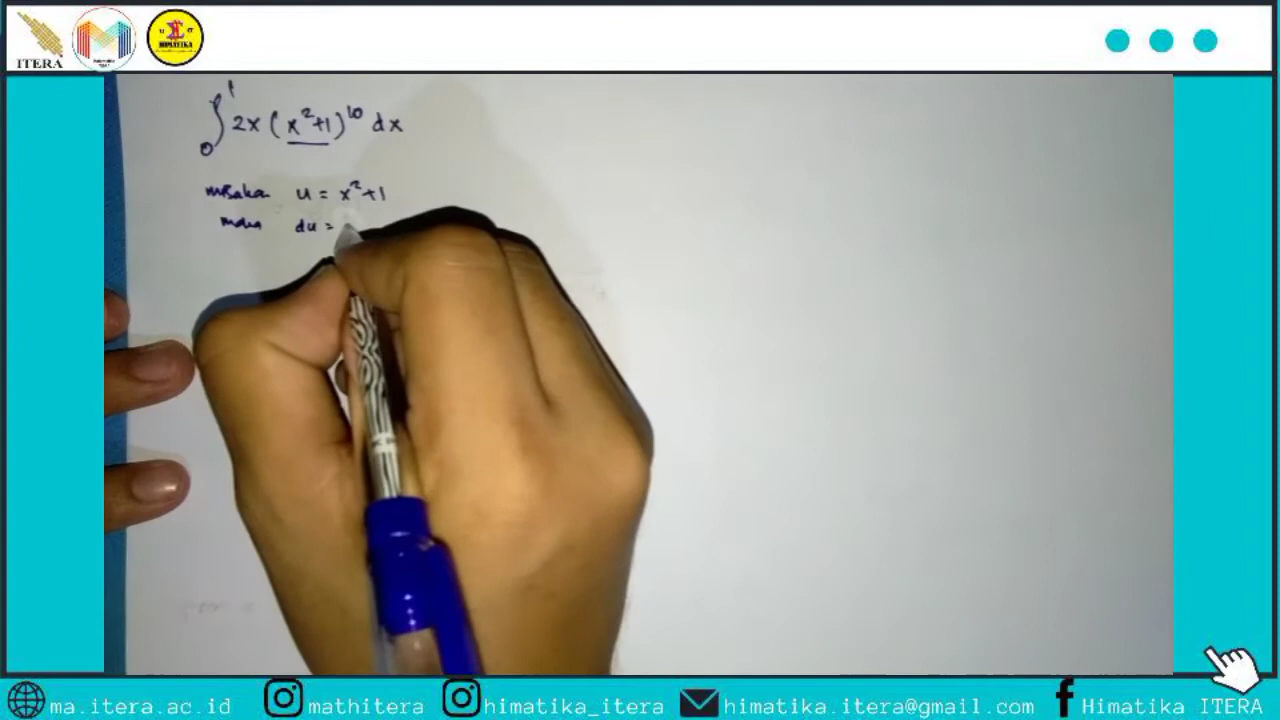 ITERA
HIMATIKA
∫₀¹ 2x (x²+1)¹⁰ dx
misalkan u = x²+1
maka du =
ma.itera.ac.id mathitera himatika_itera himatika.itera@gmail.com Himatika ITERA